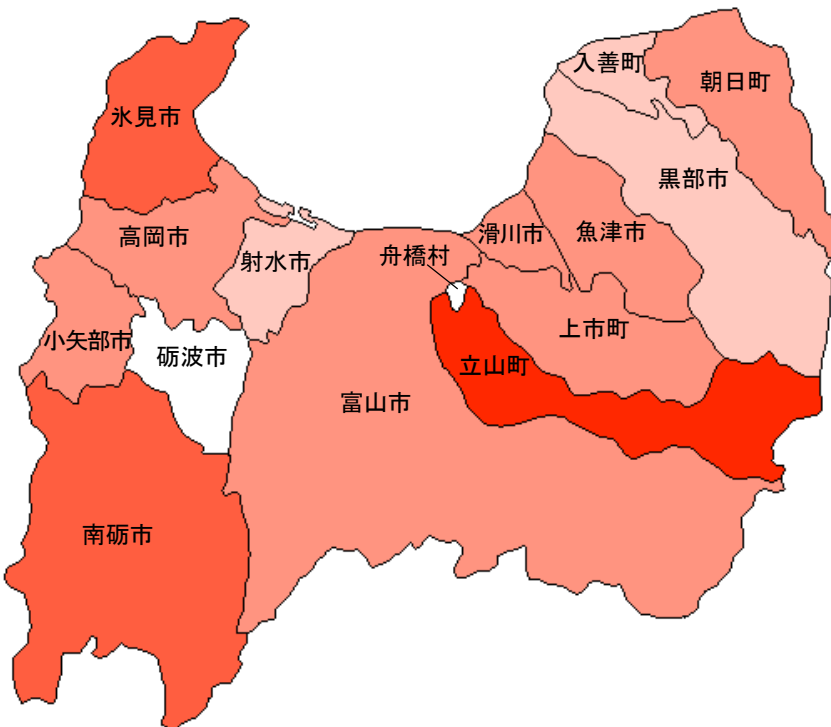 入善町
朝日町
氷見市
黒部市
高岡市
滑川市
魚津市
射水市
舟橋村
小矢部市
砺波市
上市町
立山町
富山市
南砺市